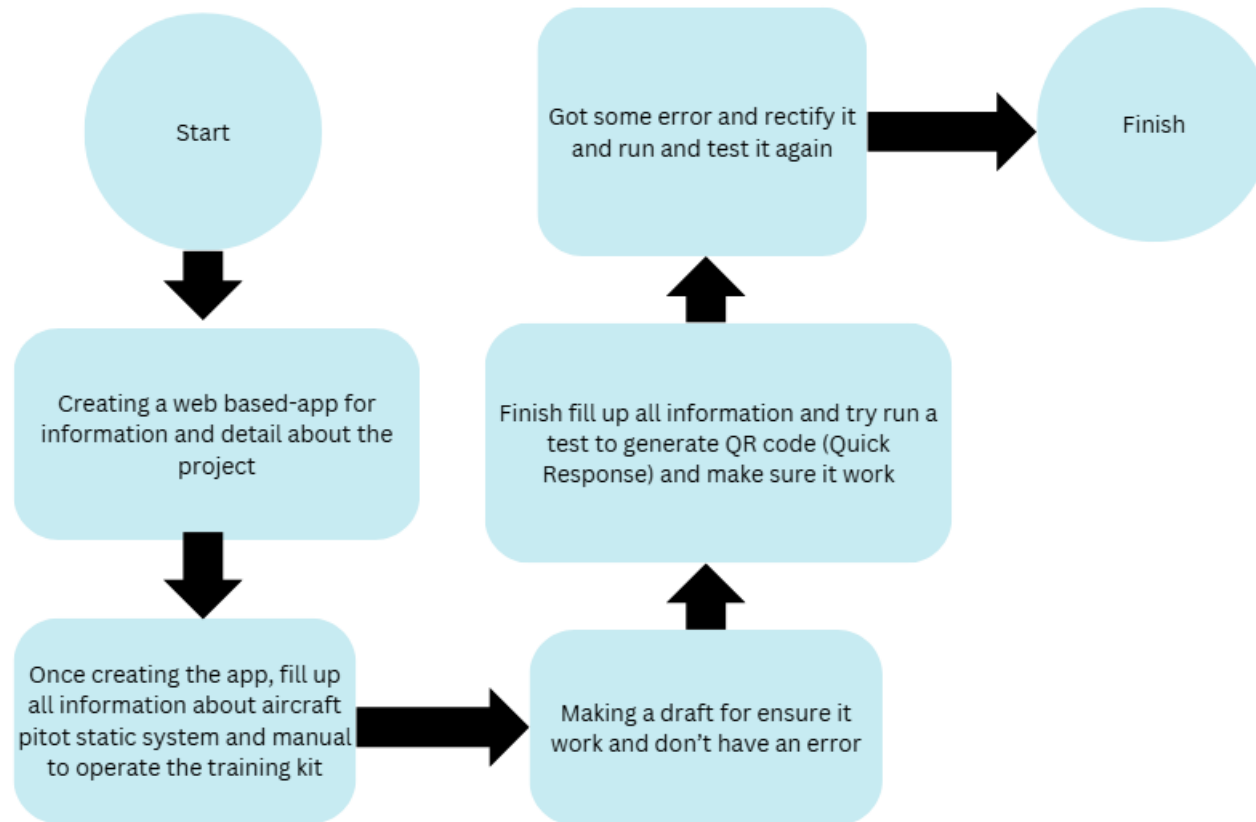 Start
Creating a web based-app for
information and detail about the
project
Once creating the app, fill up
all information about aircraft
pitot static system and manual
to operate the training kit
Making a draft for ensure it
work and don’t have an error
Finish fill up all information and try run a
test to generate QR code (Quick
Response) and make sure it work
Got some error and rectify it
and run and test it again
Finish